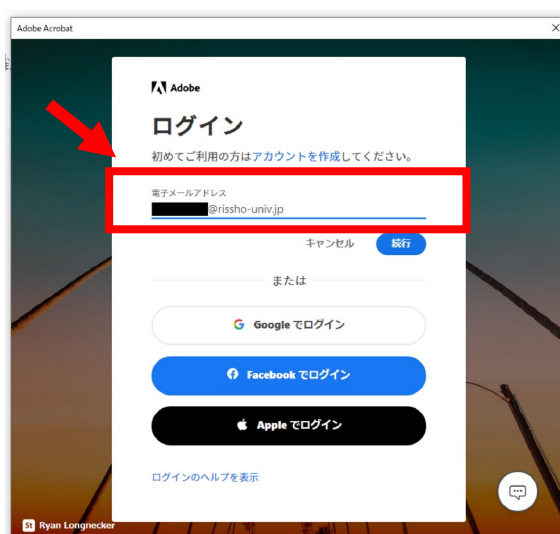 Adobe Acrobat
Adobe
ログイン
初めてご利用の方はアカウントを作成してください。
電子メールアドレス
@rissho-univ.jp
キャンセル 続行
または
Google でログイン
Facebook でログイン
Apple でログイン
ログインのヘルプを表示
St Ryan Longnecker